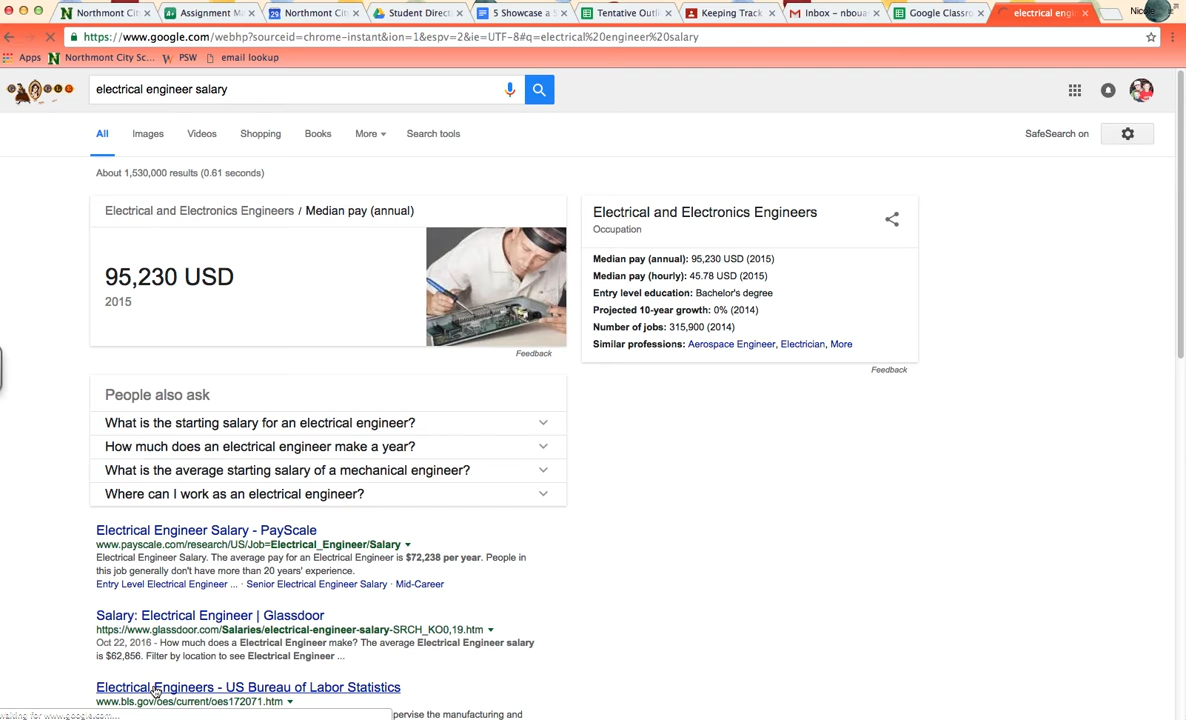 Northmont Cit
Assignment Ma
Northmont Cit
Student Direct
5 Showcase a S
Tentative Outli
Keeping Track
Inbox – nboua
Google Classro
electrical engi
Nicole
https://www.google.com/webhp?sourceid=chrome-instant&ion=1&espv=2&ie=UTF-8#q=electrical%20engineer%20salary
Apps Northmont City Sc... PSW email lookup
electrical engineer salary
All Images Videos Shopping Books More Search tools SafeSearch on
About 1,530,000 results (0.61 seconds)
Electrical and Electronics Engineers / Median pay (annual)
95,230 USD
2015
Feedback
Electrical and Electronics Engineers
Occupation
Median pay (annual): 95,230 USD (2015)
Median pay (hourly): 45.78 USD (2015)
Entry level education: Bachelor's degree
Projected 10-year growth: 0% (2014)
Number of jobs: 315,900 (2014)
Similar professions: Aerospace Engineer, Electrician, More
Feedback
People also ask
What is the starting salary for an electrical engineer?
How much does an electrical engineer make a year?
What is the average starting salary of a mechanical engineer?
Where can I work as an electrical engineer?
Electrical Engineer Salary - PayScale
www.payscale.com/research/US/Job=Electrical_Engineer/Salary
Electrical Engineer Salary. The average pay for an Electrical Engineer is $72,238 per year. People in
this job generally don't have more than 20 years' experience.
Entry Level Electrical Engineer ... · Senior Electrical Engineer Salary · Mid-Career
Salary: Electrical Engineer | Glassdoor
https://www.glassdoor.com/Salaries/electrical-engineer-salary-SRCH_KO0,19.htm
Oct 22, 2016 - How much does a Electrical Engineer make? The average Electrical Engineer salary
is $62,856. Filter by location to see Electrical Engineer ...
Electrical Engineers - US Bureau of Labor Statistics
www.bls.gov/oes/current/oes172071.htm
pervise the manufacturing and
waiting for www.google.com...